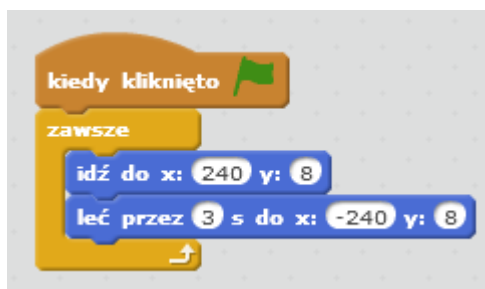 kiedy kliknięto
zawsze
idź do x: 240 y: 8
leć przez 3 s do x: -240 y: 8